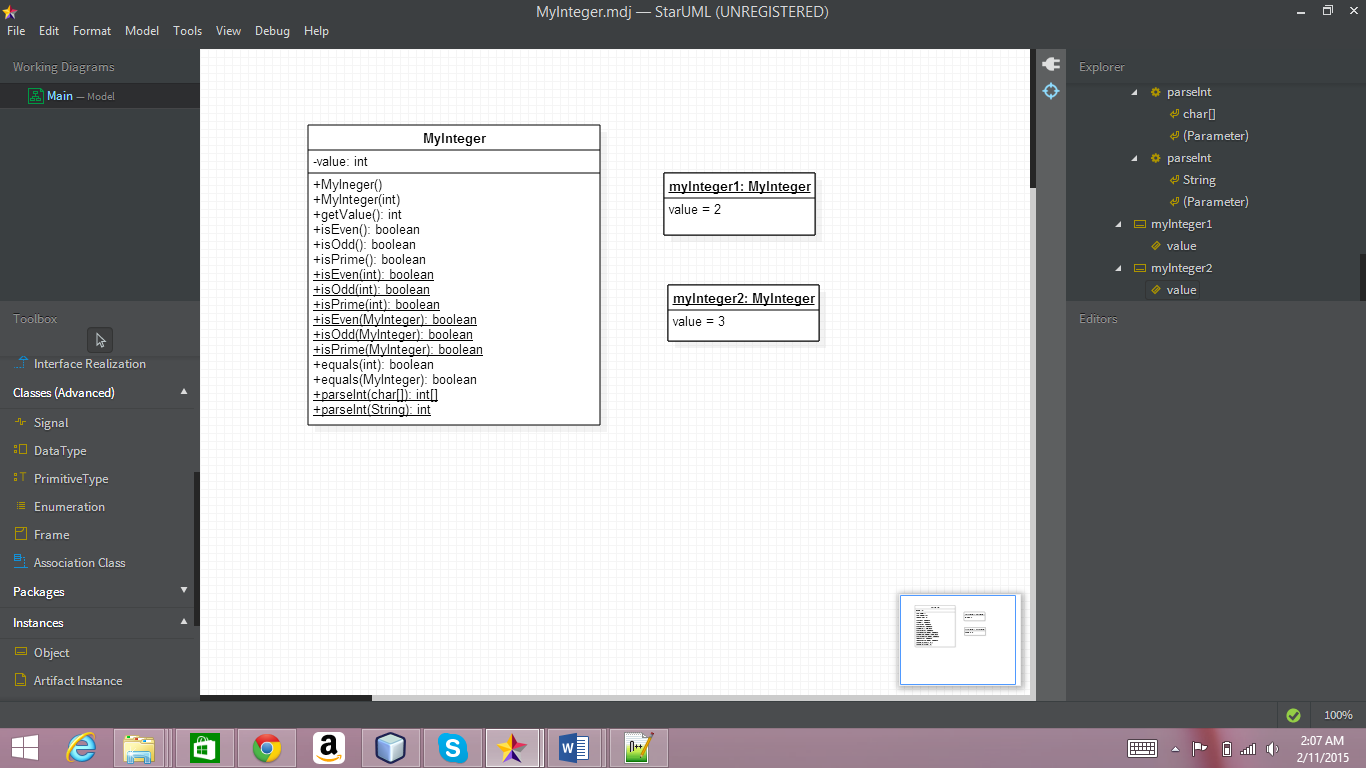 MyInteger.mdj — StarUML (UNREGISTERED)
File Edit Format Model Tools View Debug Help
Working Diagrams
Main — Model
Toolbox
Interface Realization
Classes (Advanced)
Signal
DataType
PrimitiveType
Enumeration
Frame
Association Class
Packages
Instances
Object
Artifact Instance
MyInteger
-value: int
+MyIneger()
+MyInteger(int)
+getValue(): int
+isEven(): boolean
+isOdd(): boolean
+isPrime(): boolean
+isEven(int): boolean
+isOdd(int): boolean
+isPrime(int): boolean
+isEven(MyInteger): boolean
+isOdd(MyInteger): boolean
+isPrime(MyInteger): boolean
+equals(int): boolean
+equals(MyInteger): boolean
+parseInt(char[]): int[]
+parseInt(String): int
myInteger1: MyInteger
value = 2
myInteger2: MyInteger
value = 3
Explorer
parseInt
char[]
(Parameter)
parseInt
String
(Parameter)
myInteger1
value
myInteger2
value
Editors
100%
2:07 AM
2/11/2015